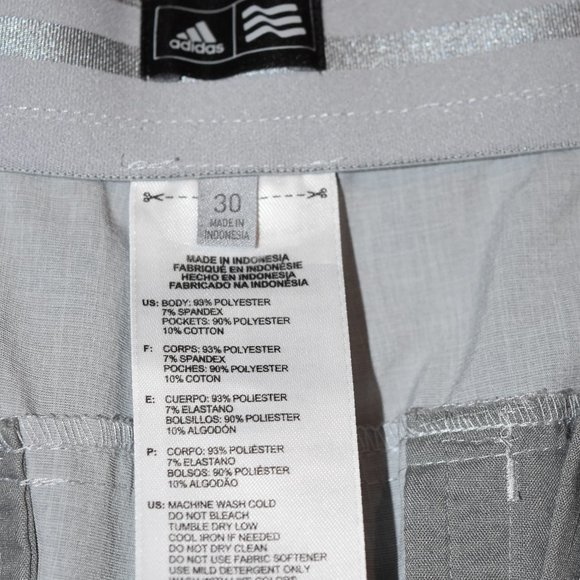 adidas
30
MADE IN
INDONESIA
MADE IN INDONESIA
FABRIQUÉ EN INDONÉSIE
HECHO EN INDONESIA
FABRICADO NA INDONÉSIA
US: BODY: 93% POLYESTER
7% SPANDEX
POCKETS: 90% POLYESTER
10% COTTON
F: CORPS: 93% POLYESTER
7% SPANDEX
POCHES: 90% POLYESTER
10% COTON
E: CUERPO: 93% POLIESTER
7% ELASTANO
BOLSILLOS: 90% POLIESTER
10% ALGODÓN
P: CORPO: 93% POLIÉSTER
7% ELASTANO
BOLSOS: 90% POLIÉSTER
10% ALGODÃO
US: MACHINE WASH COLD
DO NOT BLEACH
TUMBLE DRY LOW
COOL IRON IF NEEDED
DO NOT DRY CLEAN
DO NOT USE FABRIC SOFTENER
USE MILD DETERGENT ONLY